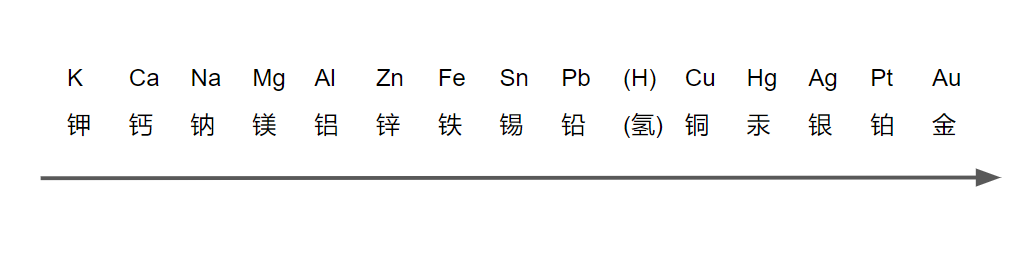 K Ca Na Mg Al Zn Fe Sn Pb (H) Cu Hg Ag Pt Au
钾 钙 钠 镁 铝 锌 铁 锡 铅 (氢) 铜 汞 银 铂 金